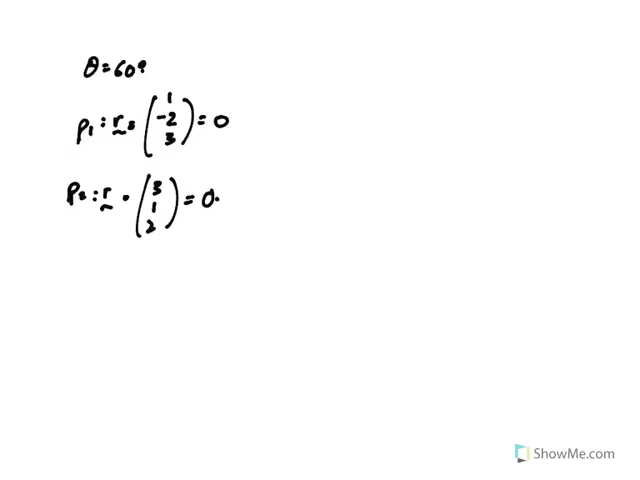 θ = 60°
P₁ : r · (1 -2 3) = 0
P₂ : r · (3 1 2) = 0.
ShowMe.com